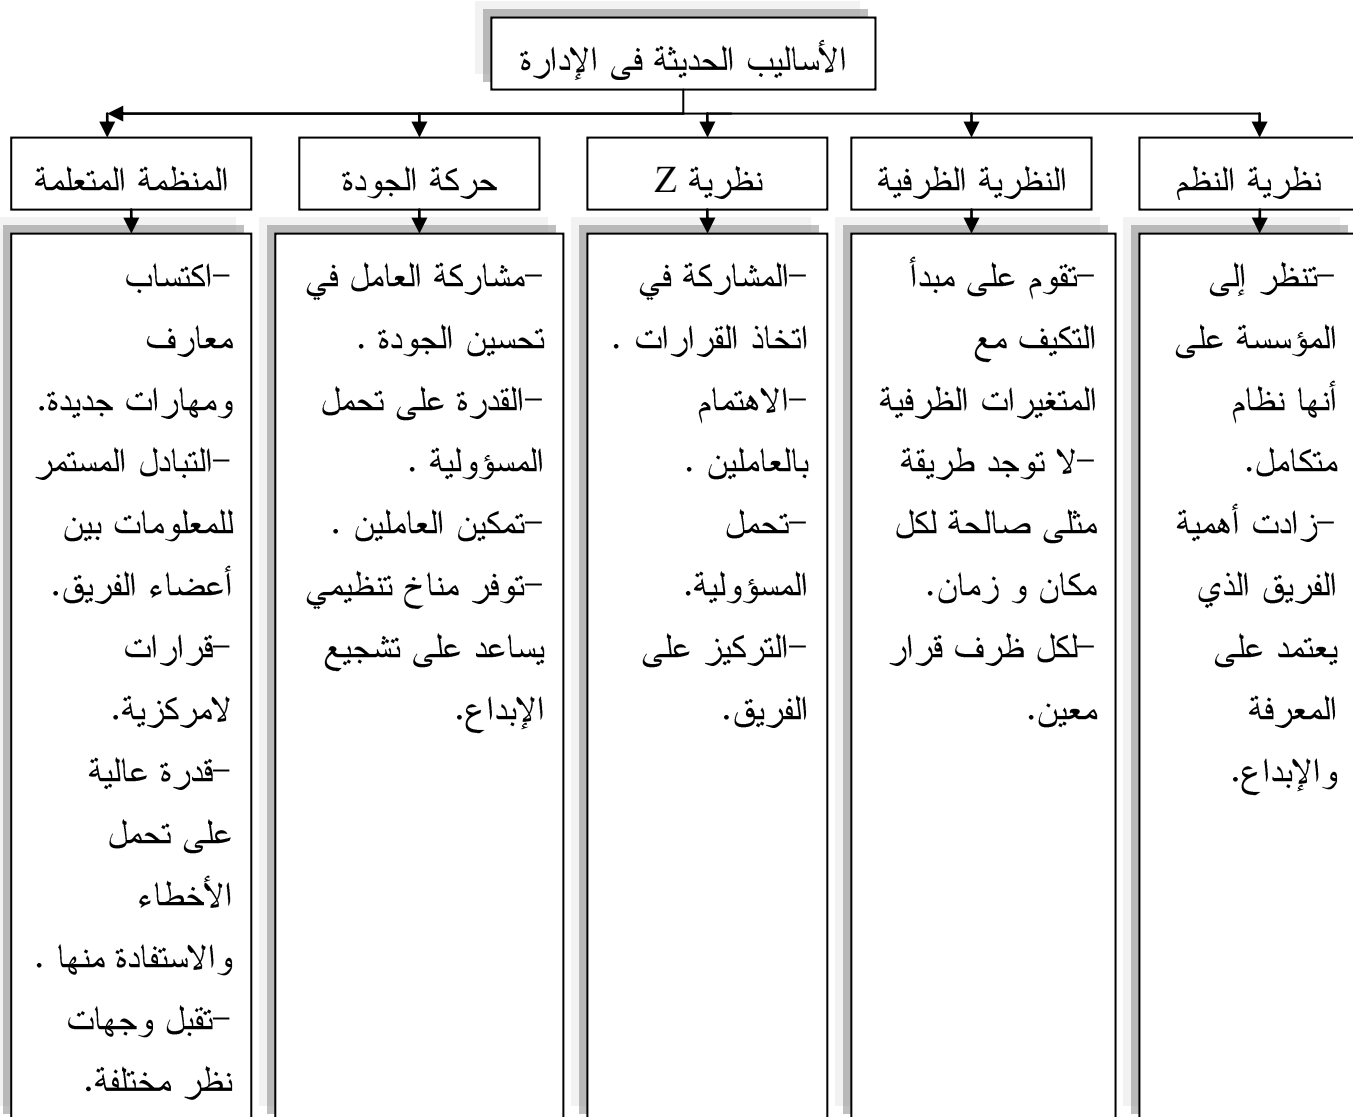 الأساليب الحديثة فى الإدارة
نظرية النظم
النظرية الظرفية
نظرية Z
حركة الجودة
المنظمة المتعلمة
-تنظر إلى
المؤسسة على
أنها نظام
متكامل.
-زادت أهمية
الفريق الذي
يعتمد على
المعرفة
والإبداع.
-تقوم على مبدأ
التكيف مع
المتغيرات الظرفية
-لا توجد طريقة
مثلى صالحة لكل
مكان و زمان.
-لكل ظرف قرار
معين.
-المشاركة في
اتخاذ القرارات .
-الاهتمام
بالعاملين .
-تحمل
المسؤولية.
-التركيز على
الفريق.
-مشاركة العامل في
تحسين الجودة .
-القدرة على تحمل
المسؤولية .
-تمكين العاملين .
-توفر مناخ تنظيمي
يساعد على تشجيع
الإبداع.
-اكتساب
معارف
ومهارات جديدة.
-التبادل المستمر
للمعلومات بين
أعضاء الفريق.
-قرارات
لامركزية.
-قدرة عالية
على تحمل
الأخطاء
والاستفادة منها .
-تقبل وجهات
نظر مختلفة.